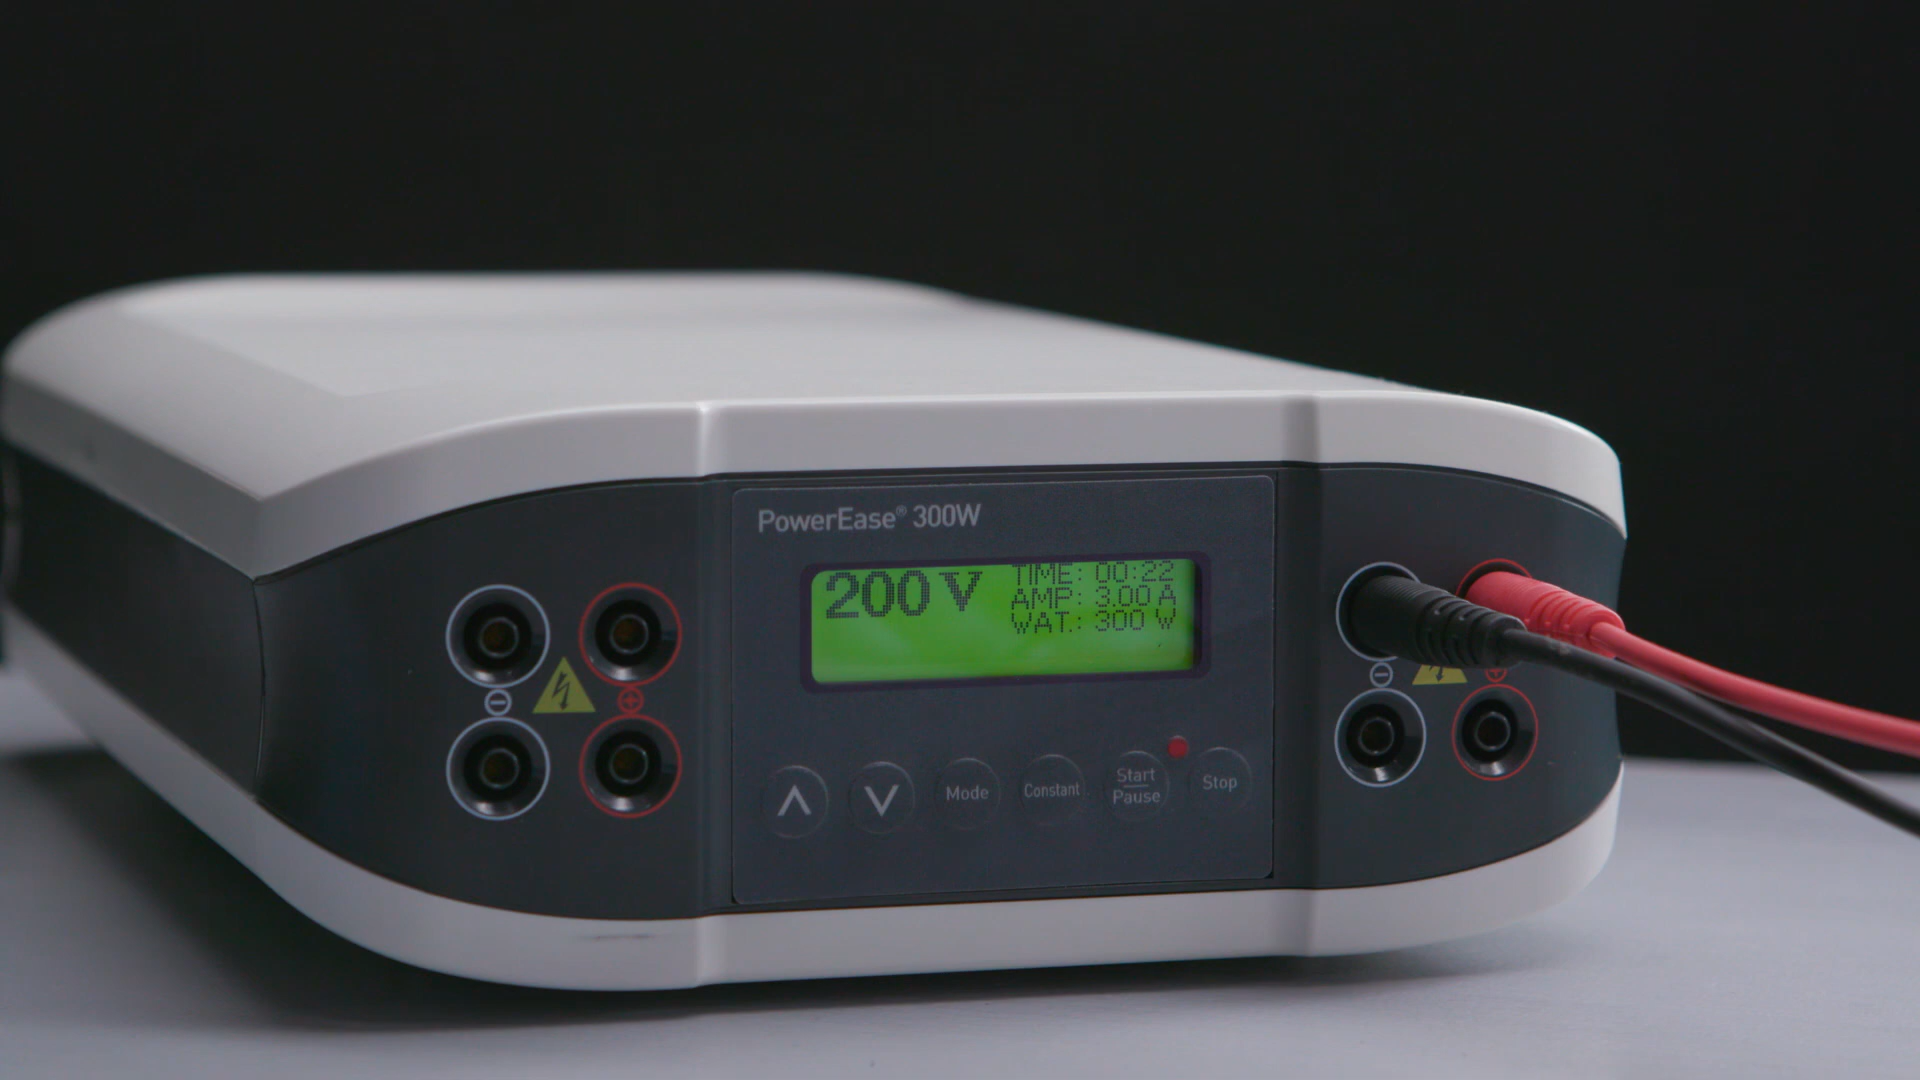 PowerEase® 300W
200 V
TIME: 00:22
AMP: 3.00 A
WAT.: 300 W
Mode
Constant
Start
Pause
Stop